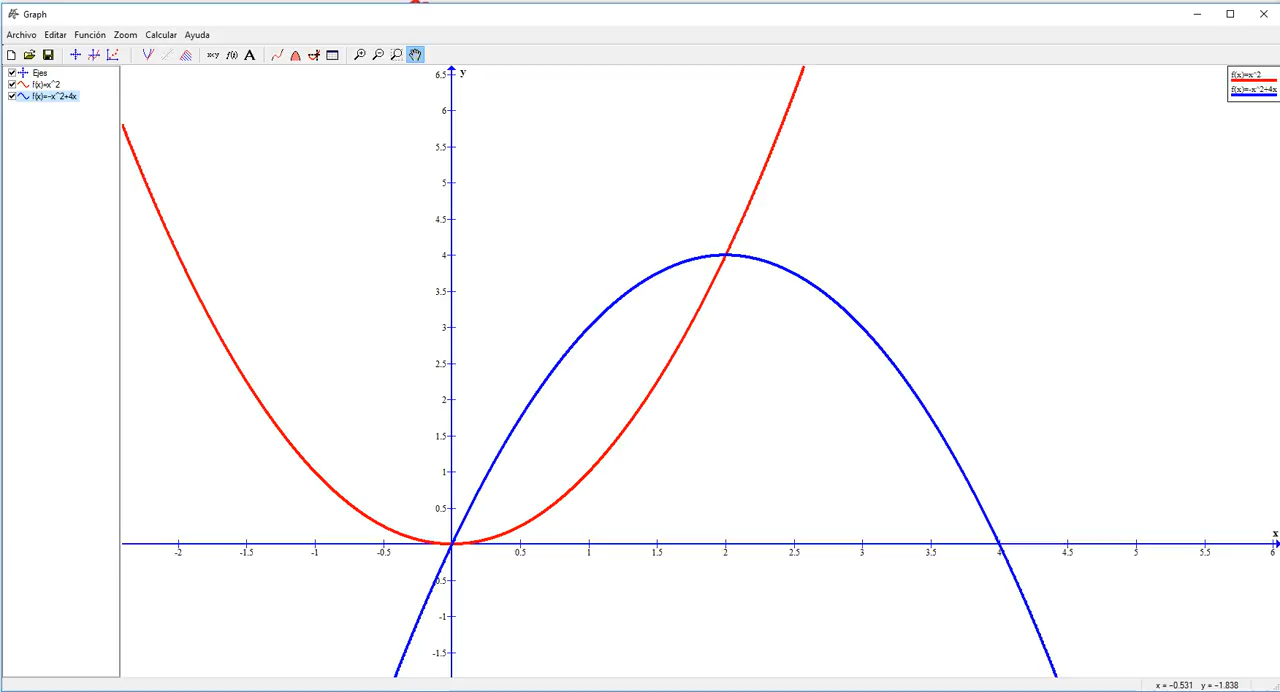 Graph
Archivo Editar Función Zoom Calcular Ayuda
Ejes
f(x)=x^2
f(x)=-x^2+4x
f(x)=x^2
f(x)=-x^2+4x
y
6.5
6
5.5
5
4.5
4
3.5
3
2.5
2
1.5
1
0.5
x
-2 -1.5 -1 -0.5 0.5 1 1.5 2 2.5 3 3.5 4 4.5 5 5.5 6
0.5
-1
-1.5
x = -0.531 y = -1.838